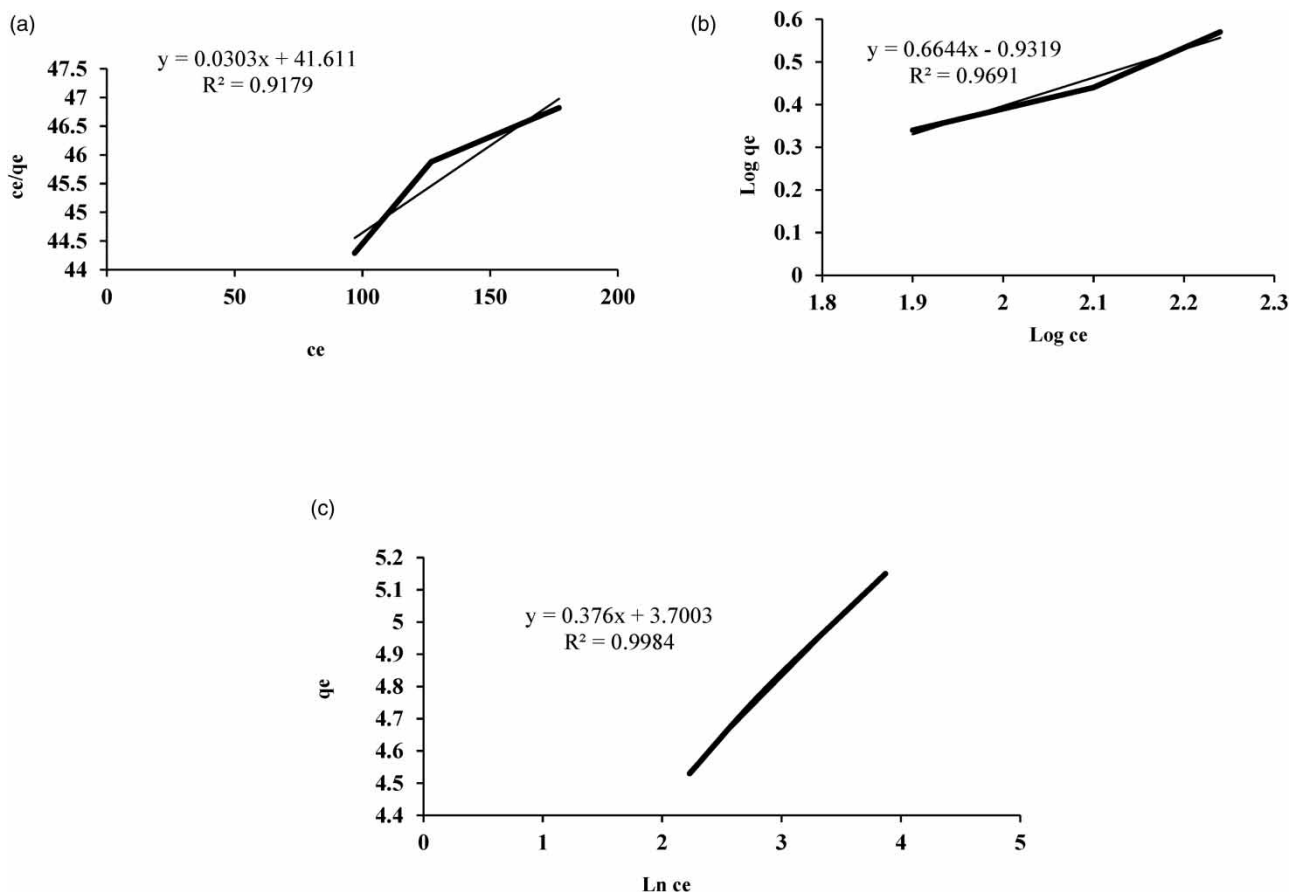 (a)
y = 0.0303x + 41.611
R² = 0.9179
47.5
47
46.5
46
45.5
45
44.5
44
ce/qe
0
50
100
150
200
ce
(b)
y = 0.6644x - 0.9319
R² = 0.9691
0.6
0.5
0.4
0.3
0.2
0.1
0
Log qe
1.8
1.9
2
2.1
2.2
2.3
Log ce
(c)
y = 0.376x + 3.7003
R² = 0.9984
5.2
5.1
5
4.9
4.8
4.7
4.6
4.5
4.4
qe
0
1
2
3
4
5
Ln ce